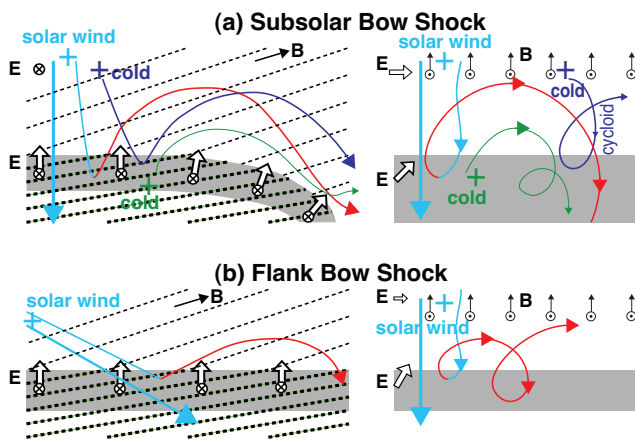 (a) Subsolar Bow Shock
solar wind
E
cold
B
E
cold
solar wind
E
B
cold
cycloid
E
cold
(b) Flank Bow Shock
solar wind
B
E
E
B
solar wind
E